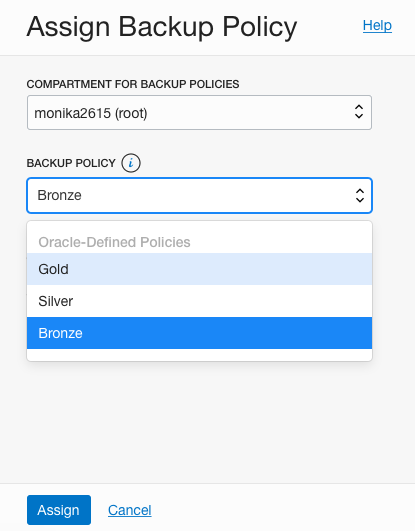 Assign Backup Policy
Help
COMPARTMENT FOR BACKUP POLICIES
monika2615 (root)
BACKUP POLICY i
Bronze
Oracle-Defined Policies
Gold
Silver
Bronze
Assign Cancel